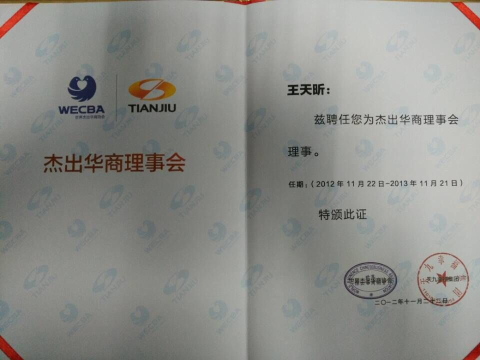 WECBA
TIANJIU
杰出华商理事会
王天昕：
兹聘任您为杰出华商理事会
理事。
任期：（2012年11月22日-2013年11月21日）
特颁此证
二〇一二年十一月二十二日